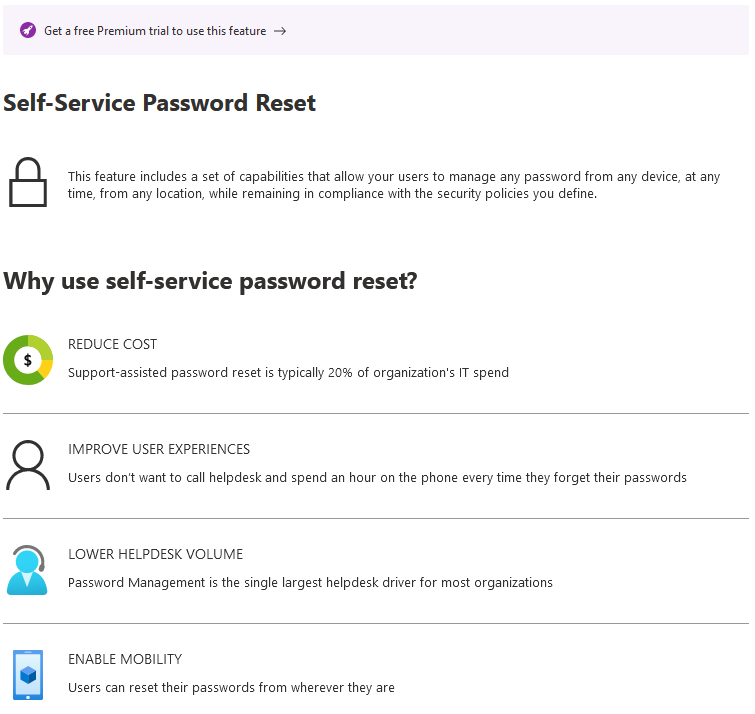 Get a free Premium trial to use this feature →
Self-Service Password Reset
This feature includes a set of capabilities that allow your users to manage any password from any device, at any
time, from any location, while remaining in compliance with the security policies you define.
Why use self-service password reset?
$
REDUCE COST
Support-assisted password reset is typically 20% of organization's IT spend
IMPROVE USER EXPERIENCES
Users don't want to call helpdesk and spend an hour on the phone every time they forget their passwords
LOWER HELPDESK VOLUME
Password Management is the single largest helpdesk driver for most organizations
ENABLE MOBILITY
Users can reset their passwords from wherever they are